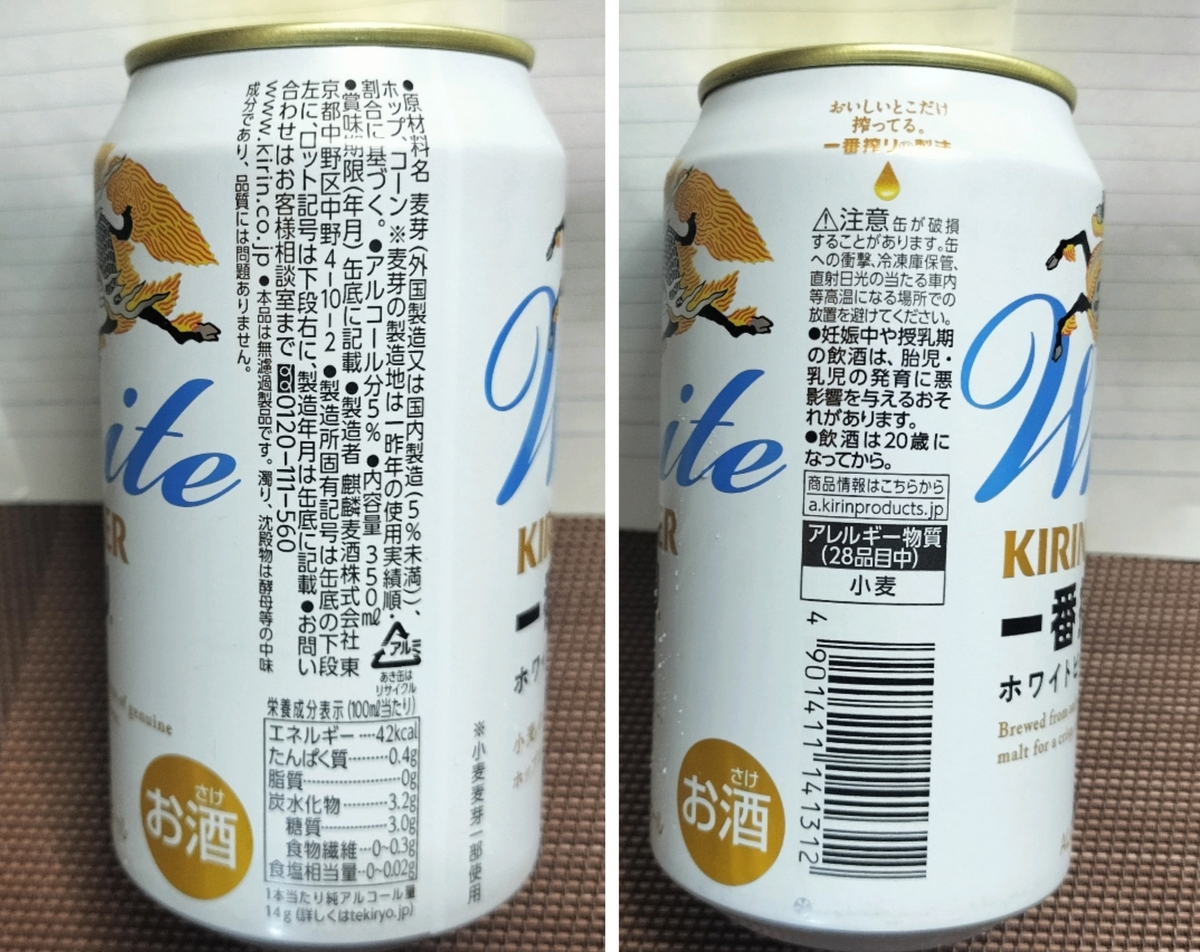 ●原材料名 麦芽(外国製造又は国内製造(5%未満))、
ホップ、コーン ※麦芽の製造地は一昨年の使用実績順・
割合に基づく。 ●アルコール分5% ●内容量 350㎖
●賞味期限(年月)缶底に記載 ●製造者 麒麟麦酒株式会社 東
京都中野区中野4-10-2 ●製造所固有記号は缶底の下段
左に、ロット記号は下段右に、製造年月は缶底に記載 ●お問い
合わせはお客様相談室まで 0120-111-560
www.kirin.co.jp ●本品は無濾過製品です。濁り、沈殿物は酵母等の中味
成分であり、品質には問題ありません。
アルミ
あき缶は
リサイクル
栄養成分表示(100㎖当たり)
エネルギー····42kcal
たんぱく質········0.4g
脂質··················0g
炭水化物··········3.2g
糖質···············3.0g
食物繊維···0~0.3g
食塩相当量··0~0.02g
1本当たり純アルコール量
14g(詳しくはtekiryo.jp)
※小麦麦芽一部使用
ite
ER
of genuine
さけ
お酒
W
KI
一
ホ
おいしいとこだけ
搾ってる。
一番搾りの製法
⚠注意 缶が破損
することがあります。缶
への衝撃、冷凍庫保管、
直射日光の当たる車内
等高温になる場所での
放置を避けてください。
●妊娠中や授乳期
の飲酒は、胎児・
乳児の発育に悪
影響を与えるおそ
れがあります。
●飲酒は20歳に
なってから。
商品情報はこちらから
a.kirinproducts.jp
アレルギー物質
(28品目中)
小麦
4 901411 141312
ite
R
さけ
お酒
W
KIRIN
一番
ホワイトビ
Brewed from
malt for a